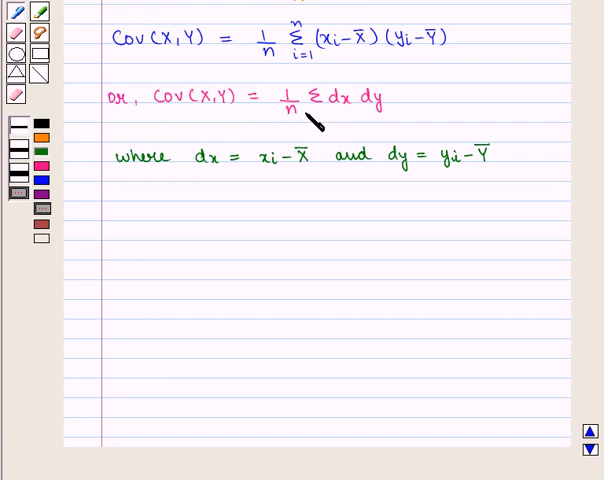 Cov(X,Y) = 1/n Σ_{i=1}^{n} (xi-X̅)(yi-Y̅)
or, Cov(X,Y) = 1/n Σ dx dy
where dx = xi-X̅ and dy = yi-Y̅